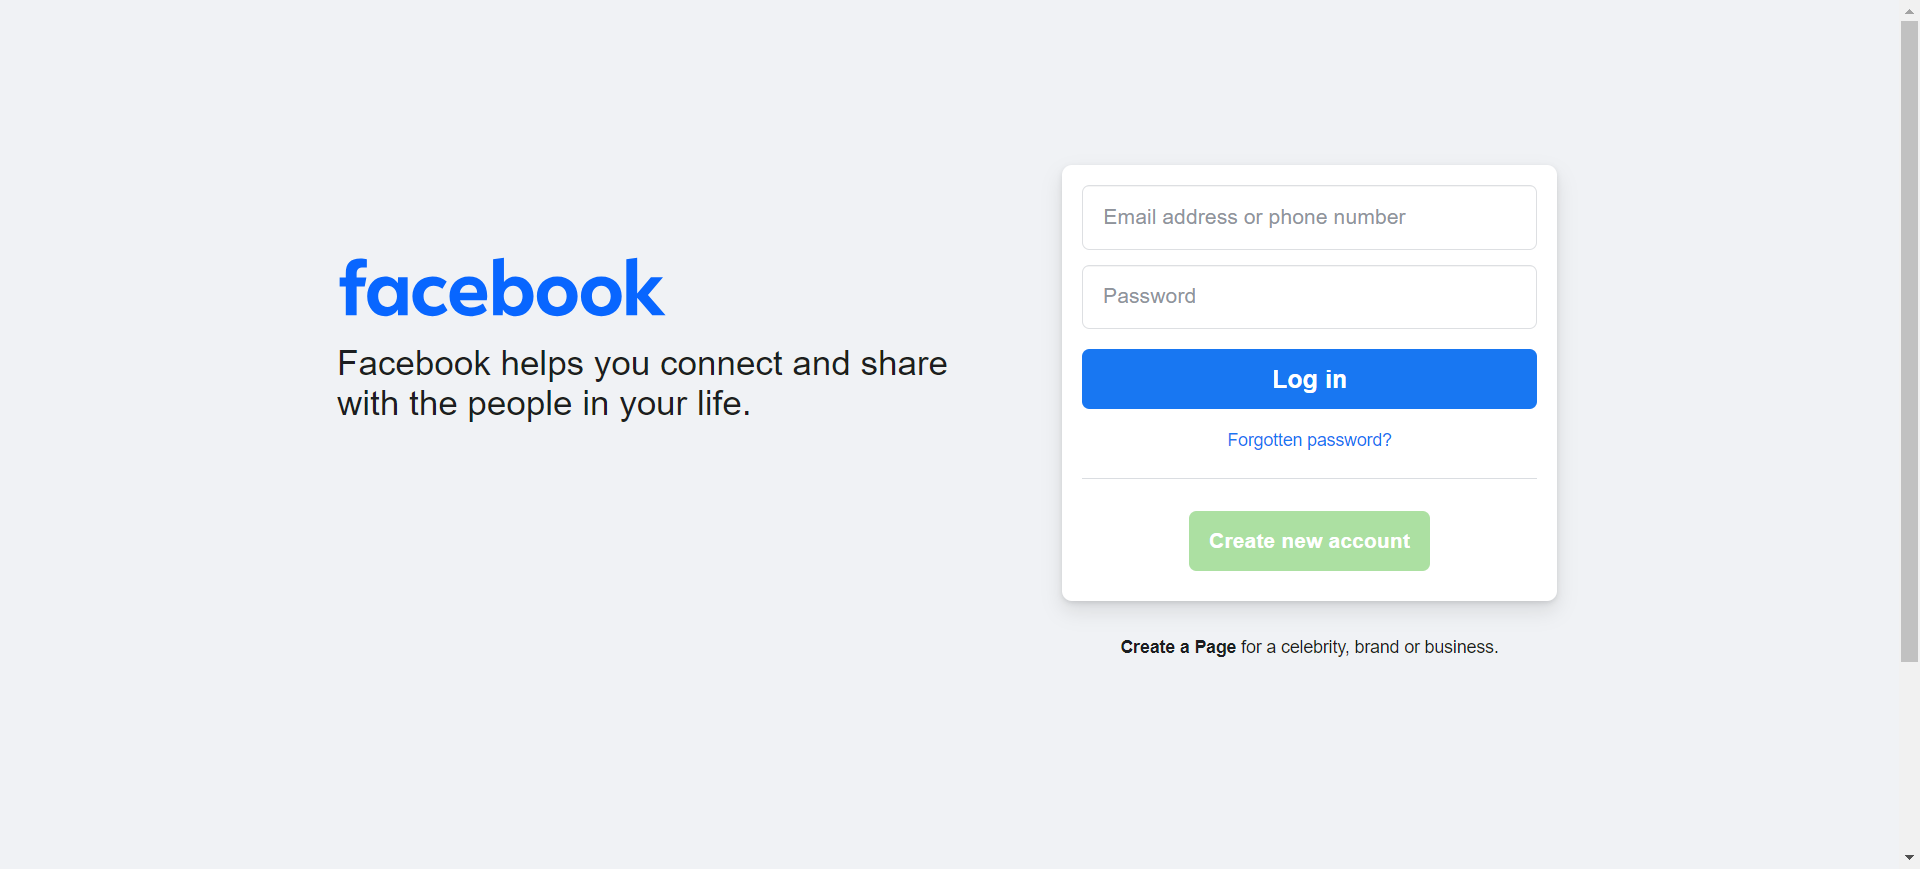 facebook
Facebook helps you connect and share
with the people in your life.
Email address or phone number
Password
Log in
Forgotten password?
Create new account
Create a Page for a celebrity, brand or business.